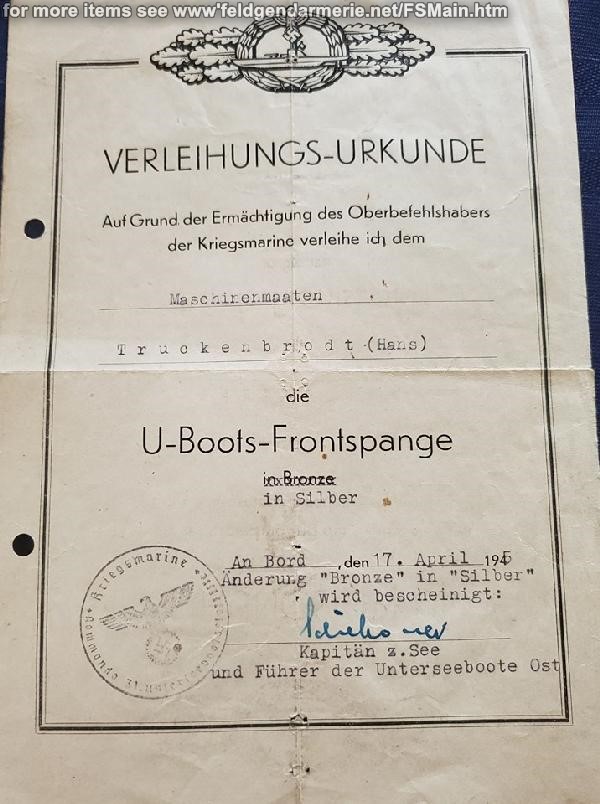 for more items see www.feldgendarmerie.net/FSMain.htm
VERLEIHUNGS-URKUNDE
Auf Grund der Ermächtigung des Oberbefehlshabers
der Kriegsmarine verleihe ich dem
Maschinenmaaten
Truckenbrodt (Hans)
die
U-Boots-Frontspange
in Bronze
in Silber
An Bord, den 17. April 1945
Änderung "Bronze" in "Silber"
wird bescheinigt:
Kapitän z.See
und Führer der Unterseeboote Ost
Kriegsmarine
Kommando